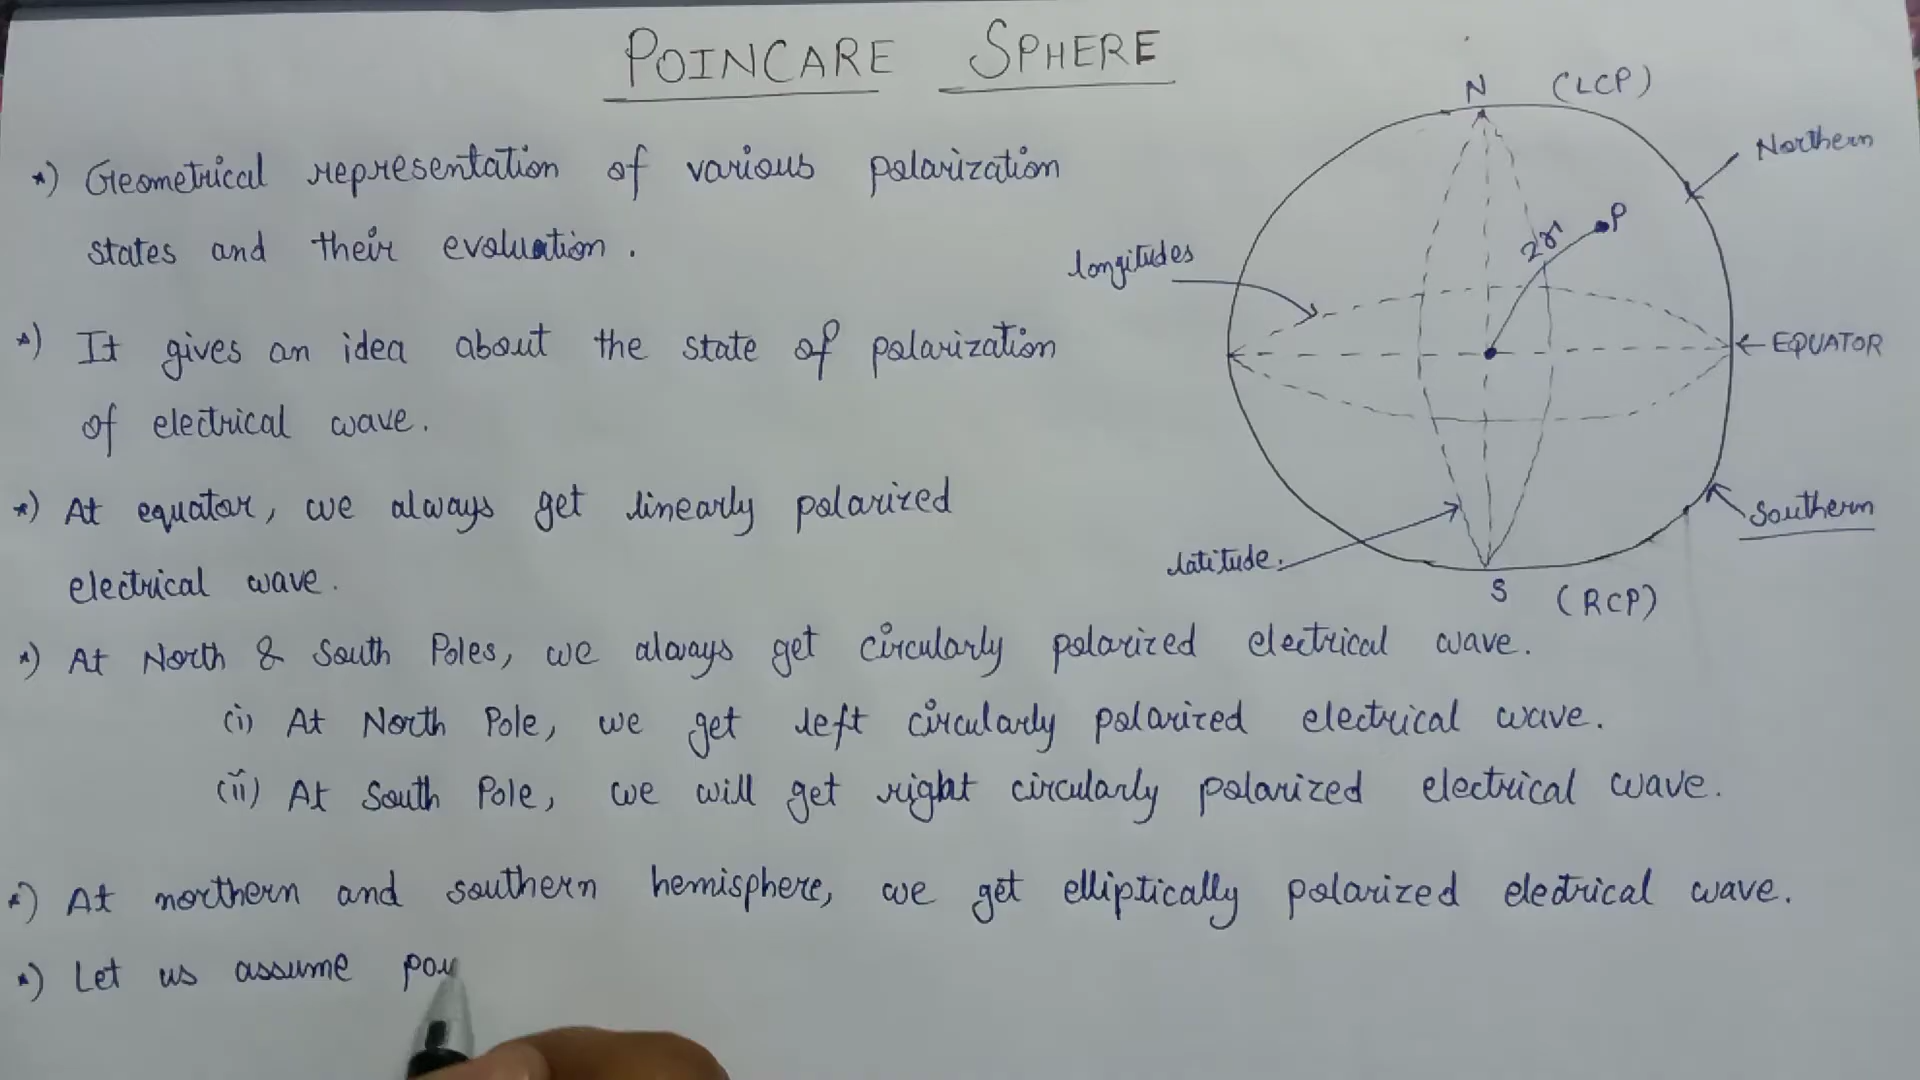 POINCARE SPHERE
N (LCP)
Northern
*) Geometrical representation of various polarization
P
states and their evaluation.
longitudes
*) It gives an idea about the state of polarization
← EQUATOR
of electrical wave.
*) At equator, we always get linearly polarized
Southern
latitude.
electrical wave.
S (RCP)
*) At North & South Poles, we always get circularly polarized electrical wave.
(i) At North Pole, we get left circularly polarized electrical wave.
(ii) At South Pole, we will get right circularly polarized electrical wave.
*) At northern and southern hemisphere, we get elliptically polarized electrical wave.
*) Let us assume